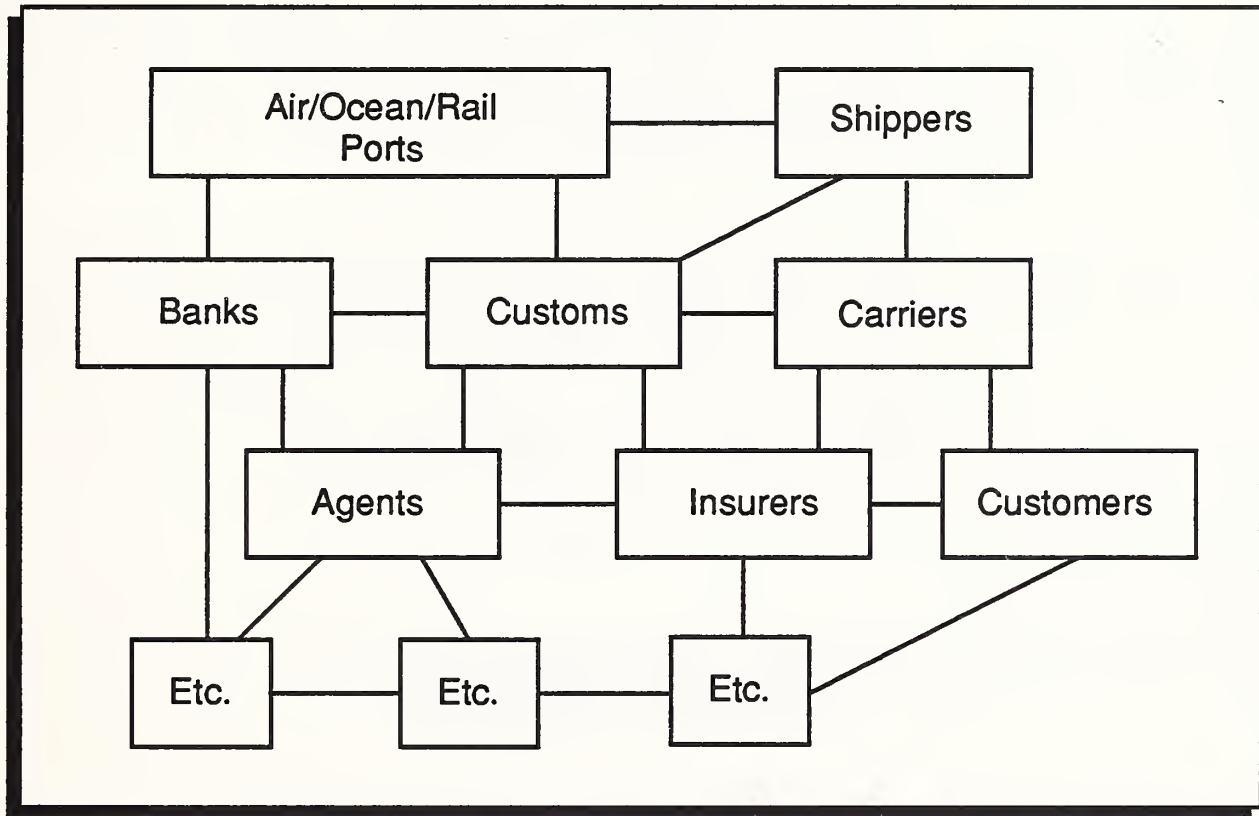 Air/Ocean/Rail
Ports
Shippers
Banks
Customs
Carriers
Agents
Insurers
Customers
Etc.
Etc.
Etc.